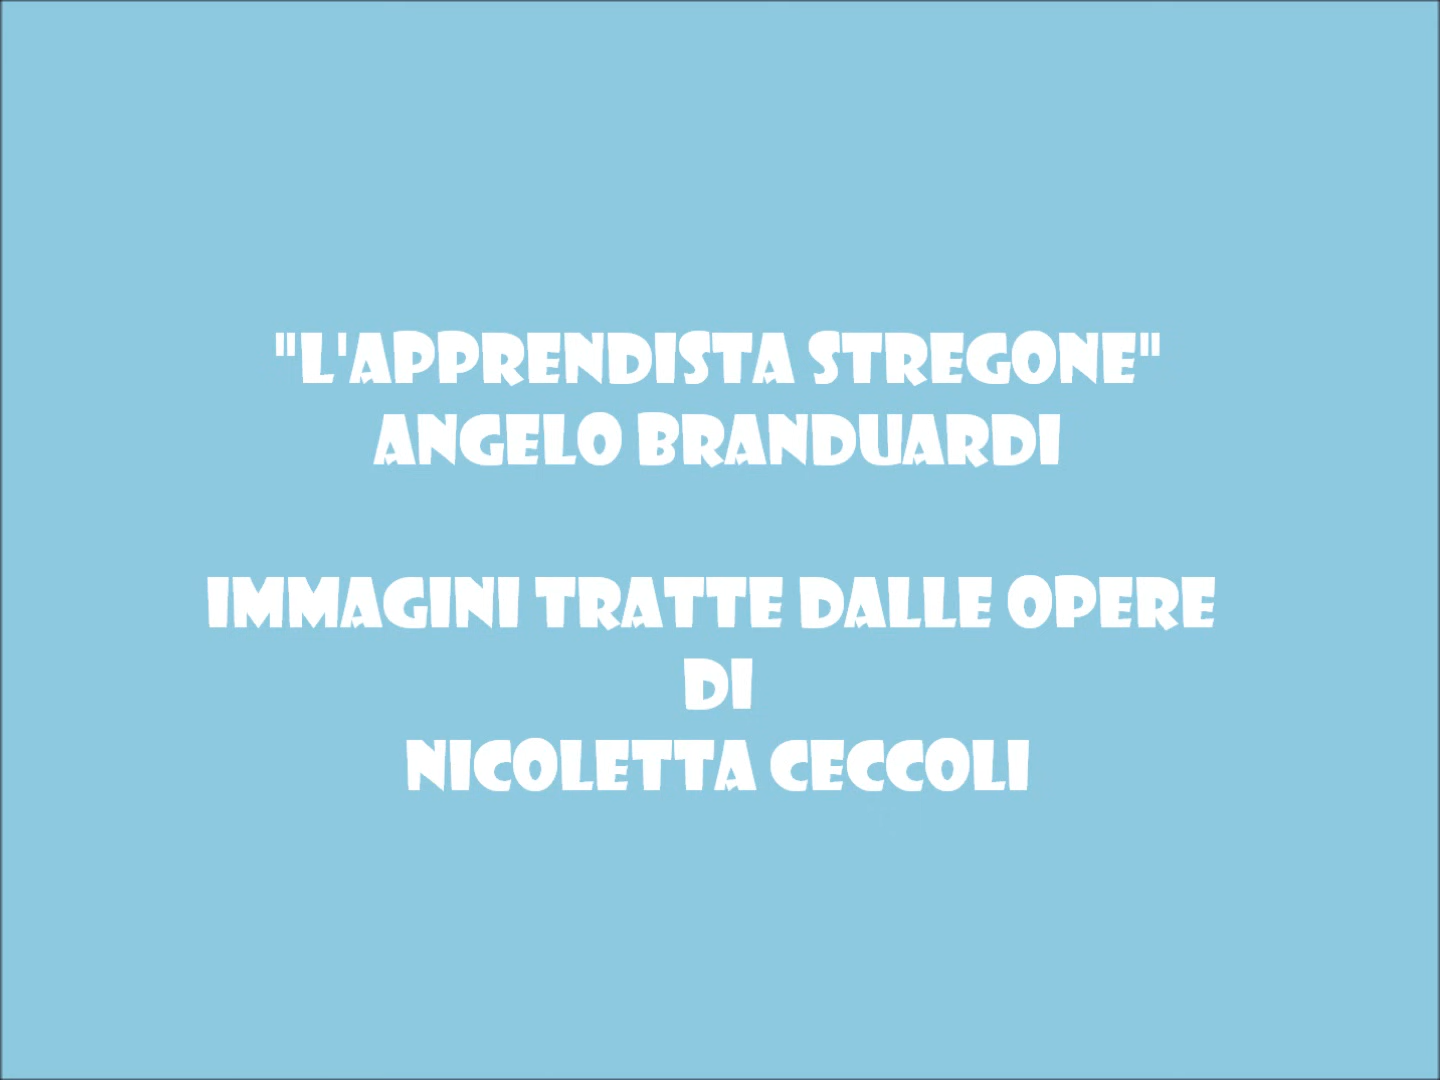 "L'APPRENDISTA STREGONE"
ANGELO BRANDUARDI
IMMAGINI TRATTE DALLE OPERE
DI
NICOLETTA CECCOLI